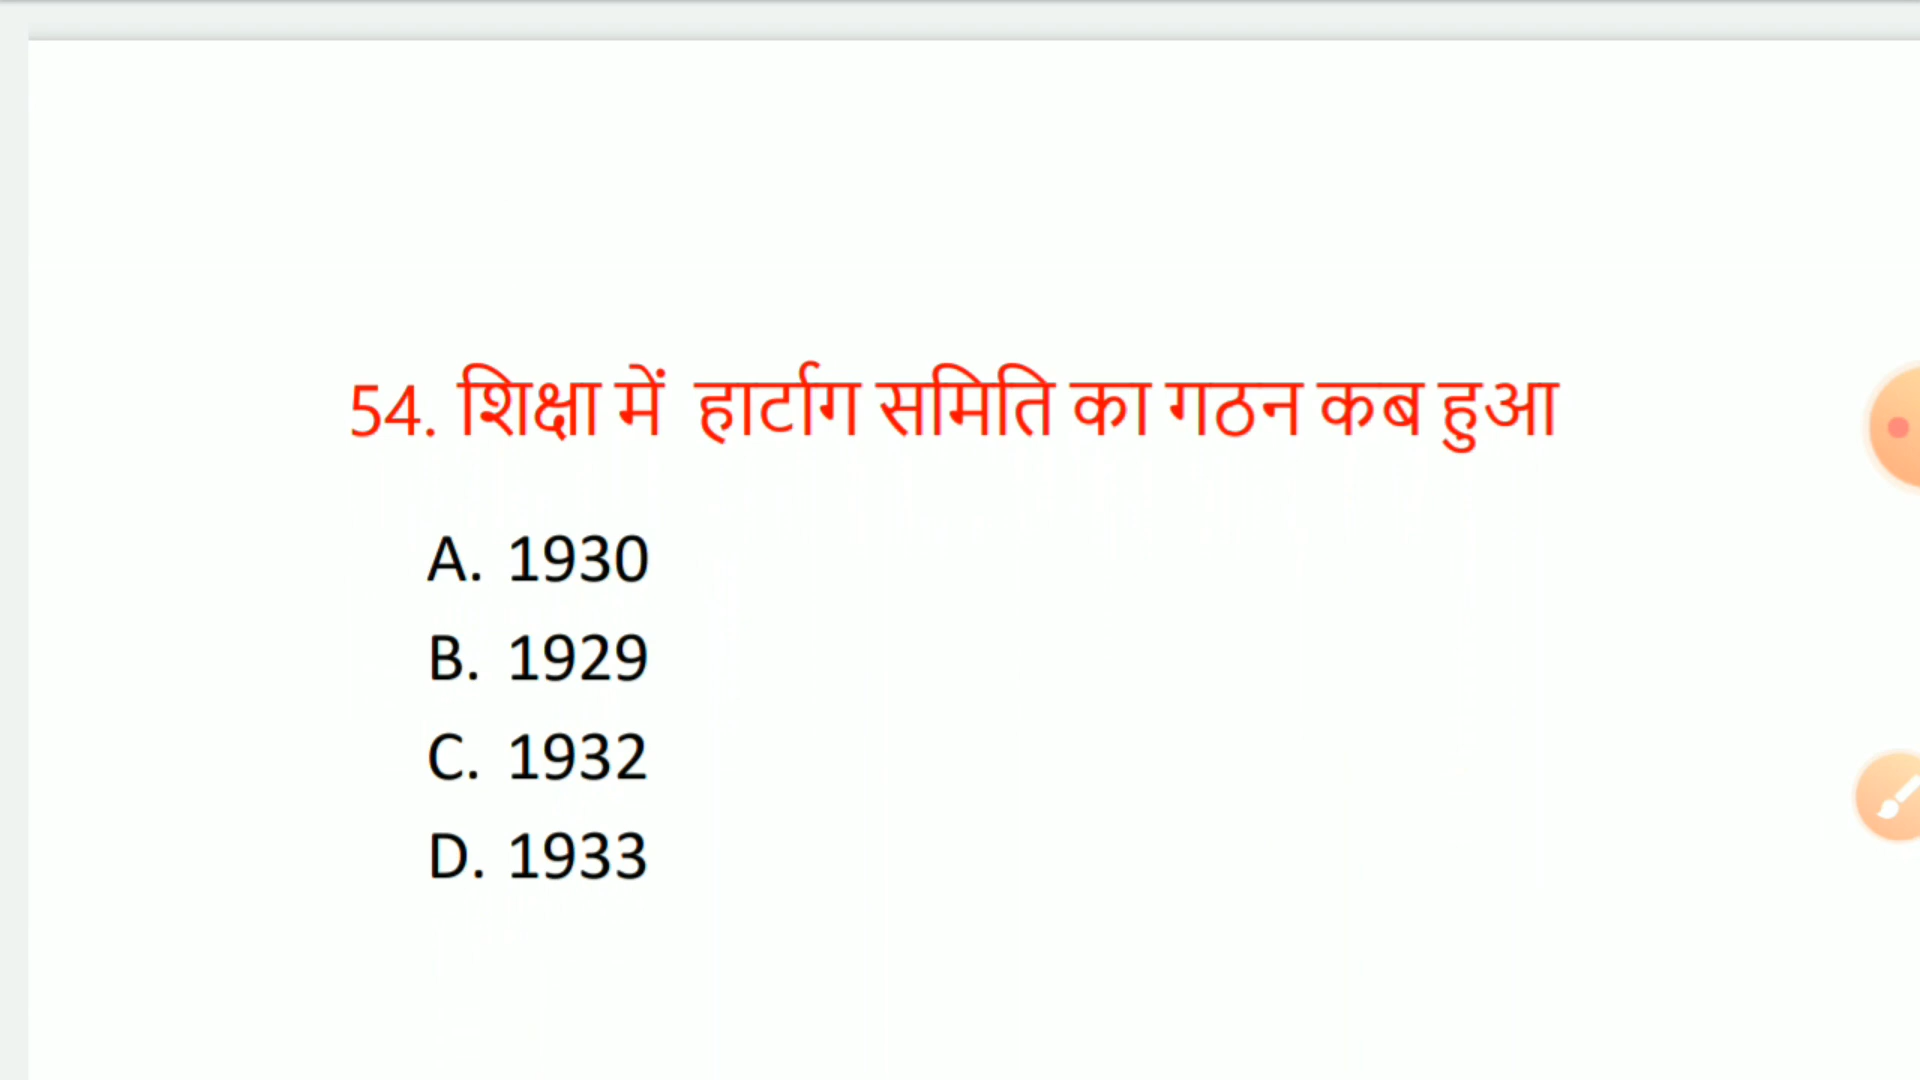 54. शिक्षा में हार्टाग समिति का गठन कब हुआ
A. 1930
B. 1929
C. 1932
D. 1933